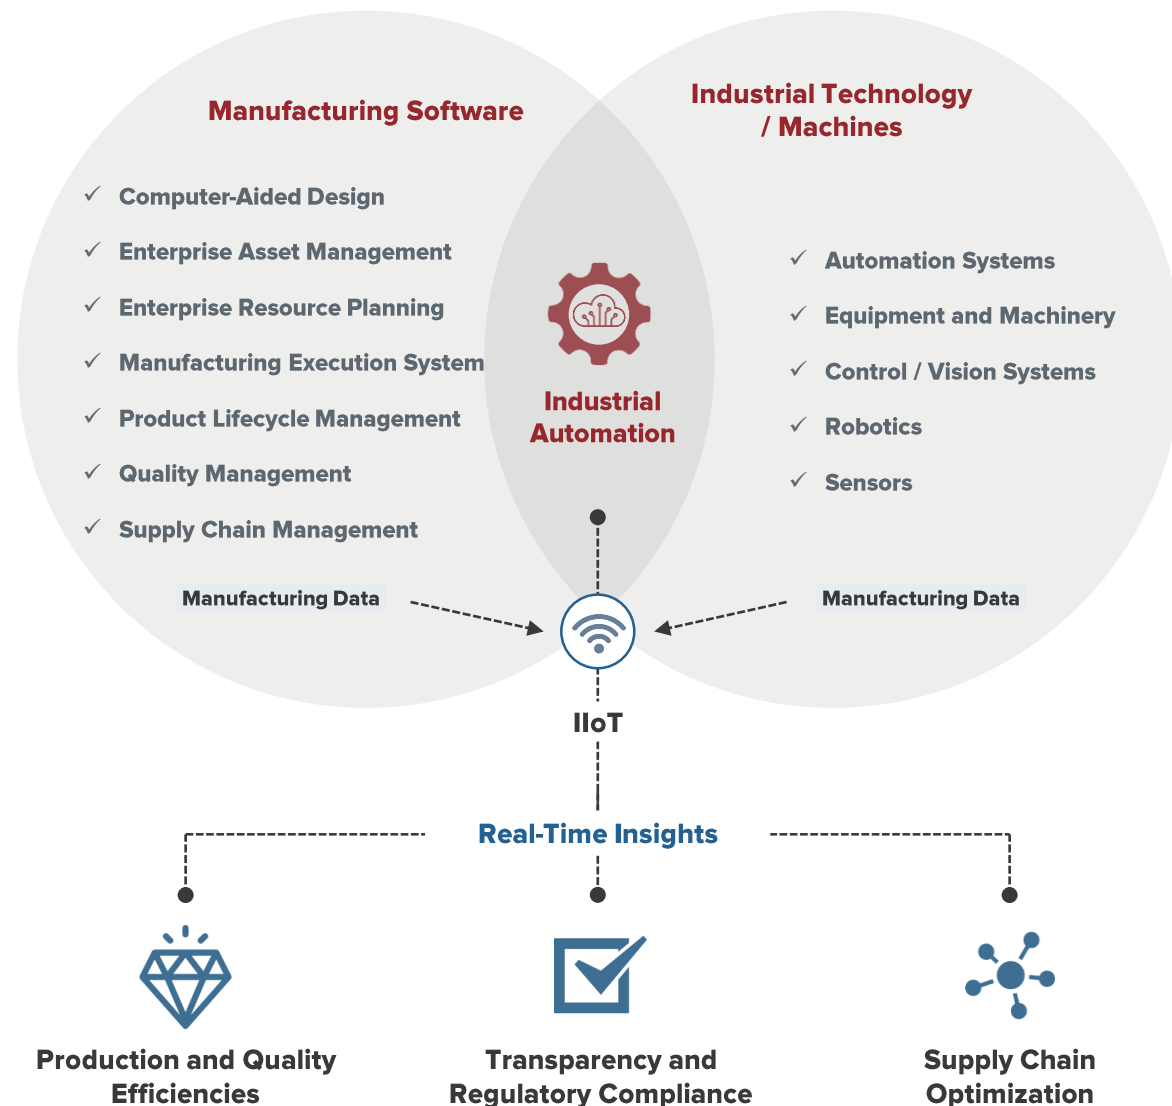 Manufacturing Software
Computer-Aided Design
Enterprise Asset Management
Enterprise Resource Planning
Manufacturing Execution System
Product Lifecycle Management
Quality Management
Supply Chain Management
Manufacturing Data
Industrial Technology
/ Machines
Automation Systems
Equipment and Machinery
Control / Vision Systems
Robotics
Sensors
Manufacturing Data
Industrial
Automation
IIoT
Real-Time Insights
Production and Quality
Efficiencies
Transparency and
Regulatory Compliance
Supply Chain
Optimization